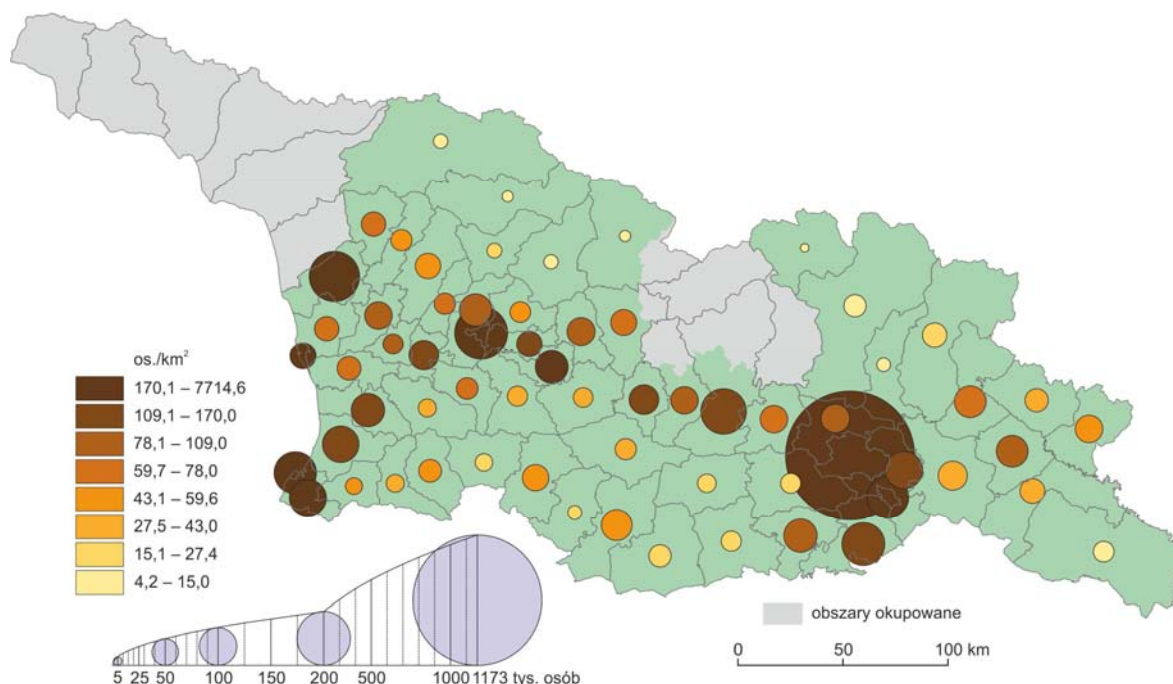 os./km²
170,1 – 7714,6
109,1 – 170,0
78,1 – 109,0
59,7 – 78,0
43,1 – 59,6
27,5 – 43,0
15,1 – 27,4
4,2 – 15,0
5 25 50 100 150 200 500 1000 1173 tys. osób
obszary okupowane
0 50 100 km